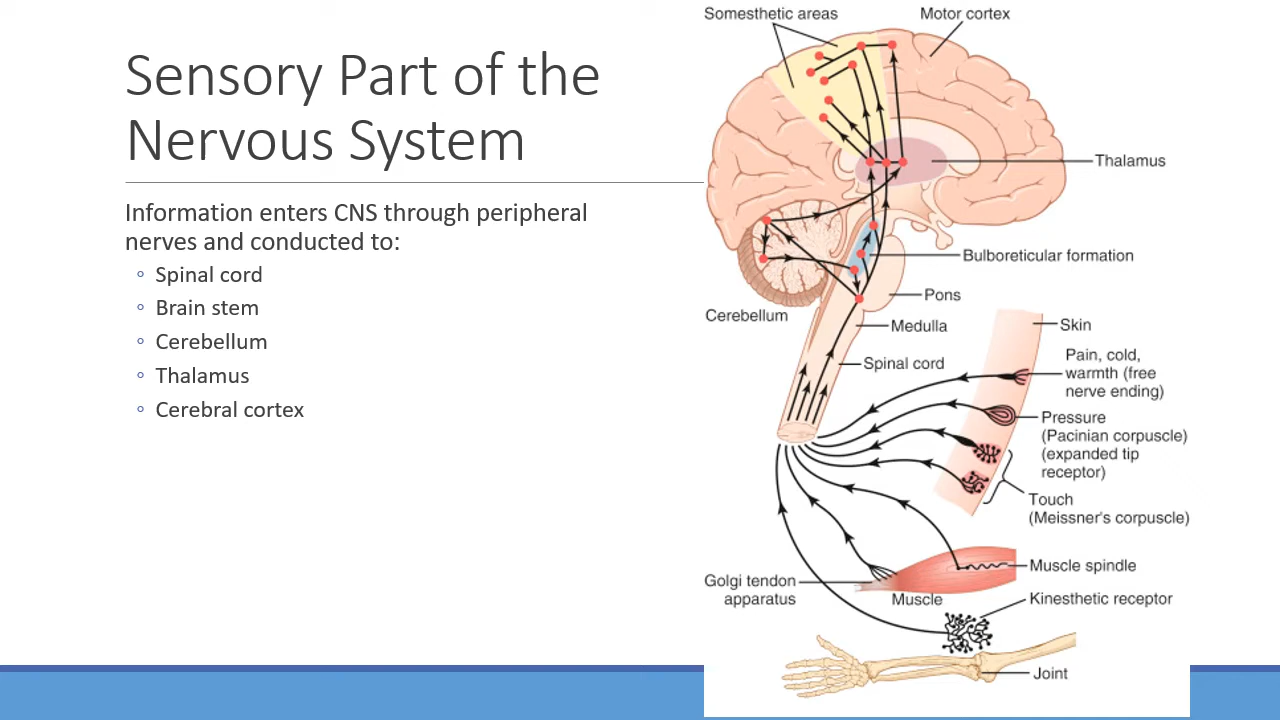 Sensory Part of the
Nervous System
Information enters CNS through peripheral
nerves and conducted to:
◦ Spinal cord
◦ Brain stem
◦ Cerebellum
◦ Thalamus
◦ Cerebral cortex
Somesthetic areas
Motor cortex
Thalamus
Bulboreticular formation
Pons
Cerebellum
Medulla
Skin
Spinal cord
Pain, cold,
warmth (free
nerve ending)
Pressure
(Pacinian corpuscle)
(expanded tip
receptor)
Touch
(Meissner's corpuscle)
Muscle spindle
Golgi tendon
apparatus
Muscle
Kinesthetic receptor
Joint